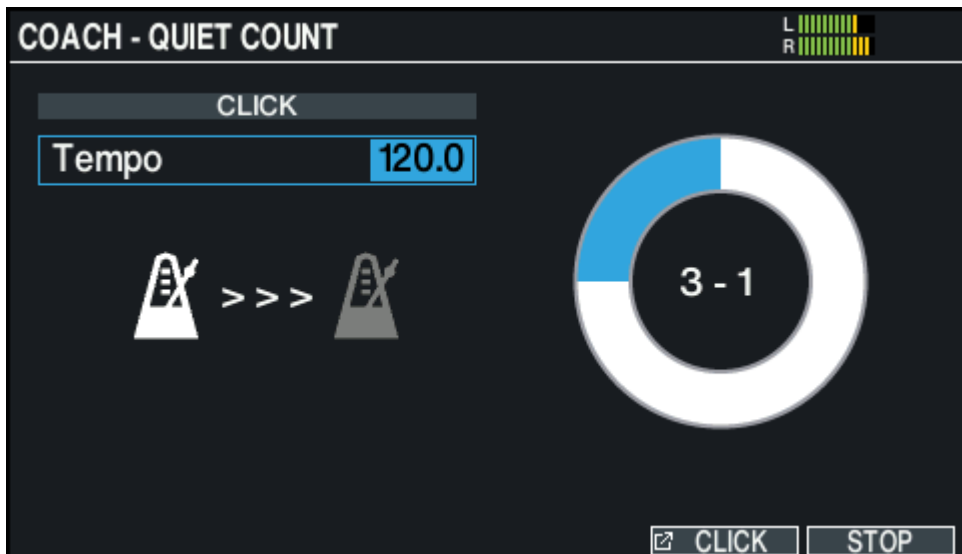 COACH - QUIET COUNT
L
R
CLICK
Tempo 120.0
> > >
3 - 1
CLICK STOP